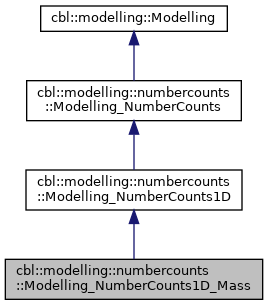 cbl::modelling::Modelling
cbl::modelling::numbercounts
::Modelling_NumberCounts
cbl::modelling::numbercounts
::Modelling_NumberCounts1D
cbl::modelling::numbercounts
::Modelling_NumberCounts1D_Mass